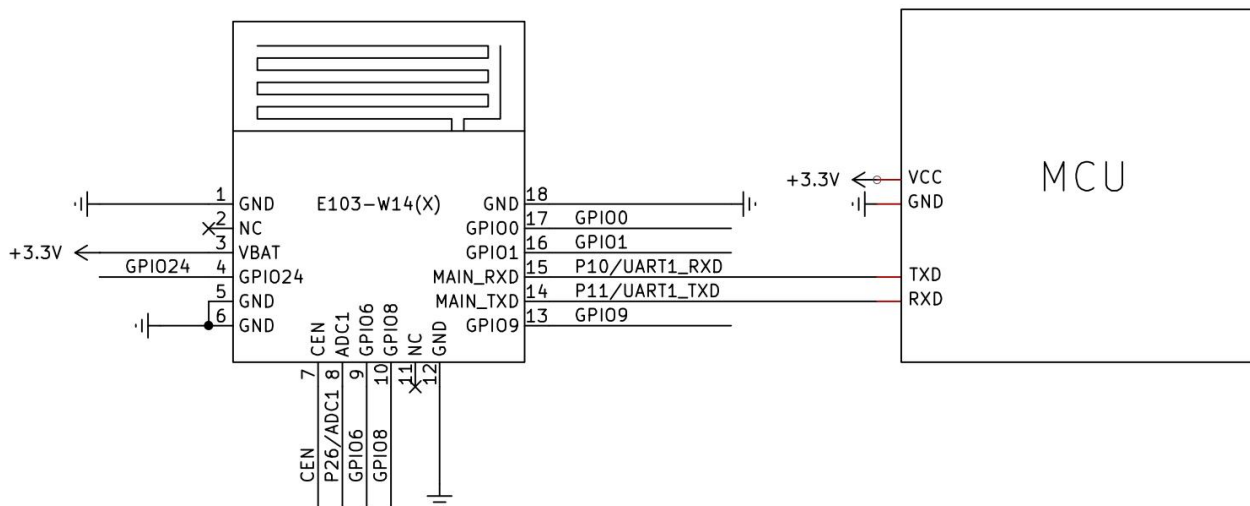 E103-W14(X)
1 GND
2 NC
+3.3V 3 VBAT
GPIO24 4 GPIO24
5 GND
6 GND
7 CEN CEN
8 ADC1 P26/ADC1
9 GPIO6 GPIO6
10 GPIO8 GPIO8
11 NC
12 GND
GND 18
GPIO0 17 GPIO0
GPIO1 16 GPIO1
MAIN_RXD 15 P10/UART1_RXD
MAIN_TXD 14 P11/UART1_TXD
GPIO9 13 GPIO9
MCU
+3.3V VCC
GND
TXD
RXD